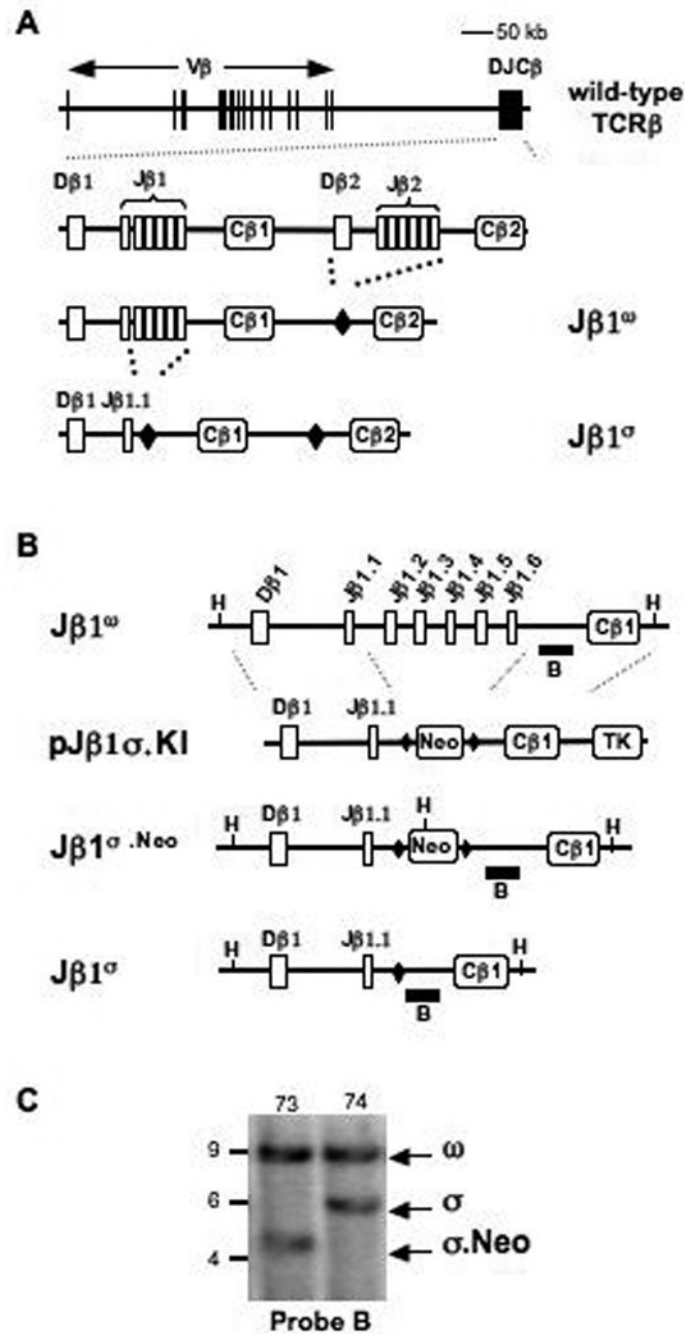 A
50 kb
Vβ
DJCβ
wild-type
TCRβ
Dβ1 Jβ1 Dβ2 Jβ2
Cβ1 Cβ2
Cβ1 Cβ2 Jβ1ω
Dβ1 Jβ1.1
Cβ1 Cβ2 Jβ1σ
B
Dβ1 Jβ1.1 Jβ1.2 Jβ1.3 Jβ1.4 Jβ1.5 Jβ1.6
Jβ1ω H Cβ1 H
B
Dβ1 Jβ1.1
pJβ1σ.KI Neo Cβ1 TK
Dβ1 Jβ1.1 H
Jβ1σ.Neo H Neo Cβ1 H
B
Dβ1 Jβ1.1
Jβ1σ H Cβ1 H
B
C
73 74
9 ω
6 σ
4 σ.Neo
Probe B